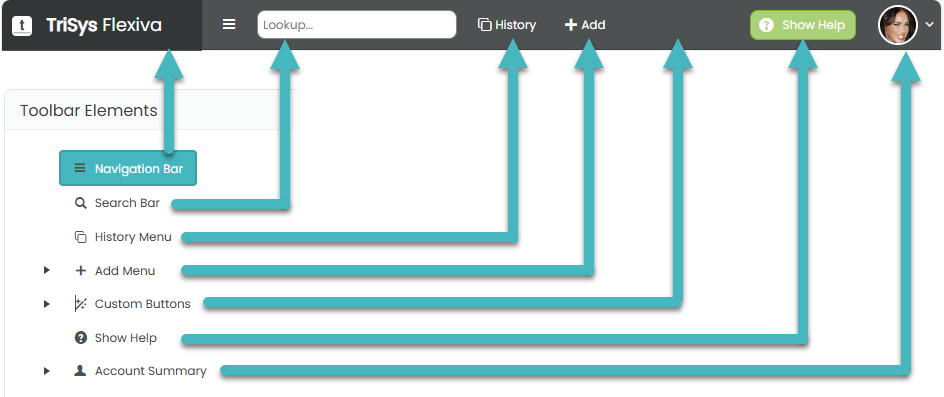 t TriSys Flexiva Lookup... History + Add ? Show Help
Toolbar Elements
Navigation Bar
Search Bar
History Menu
Add Menu
Custom Buttons
Show Help
Account Summary